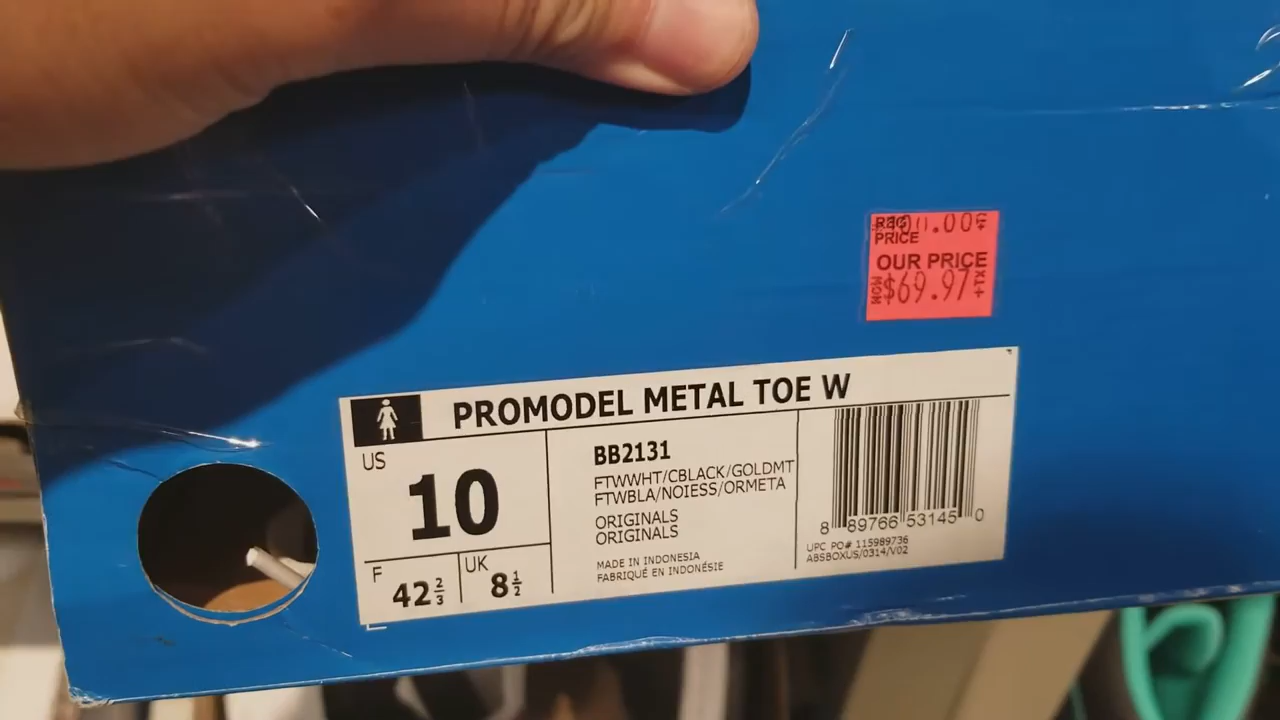 REG $100.00
PRICE
OUR PRICE
$69.97
PROMODEL METAL TOE W
US
10
F
42 2/3
UK
8 1/2
BB2131
FTWWHT/CBLACK/GOLDMT
FTWBLA/NOIESS/ORMETA
ORIGINALS
ORIGINALS
MADE IN INDONESIA
FABRIQUÉ EN INDONÉSIE
8 89766 53145 0
UPC PO# 115989736
ABSBOXUS/0314/V02